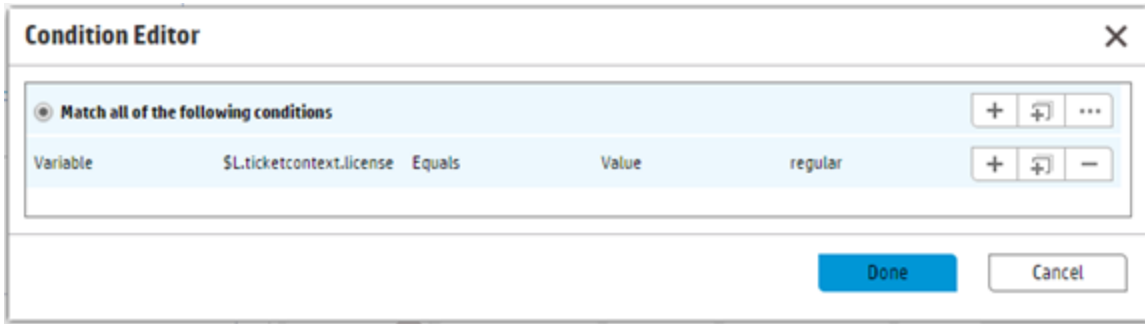 Condition Editor
Match all of the following conditions
Variable $L.ticketcontext.license Equals Value regular
Done Cancel